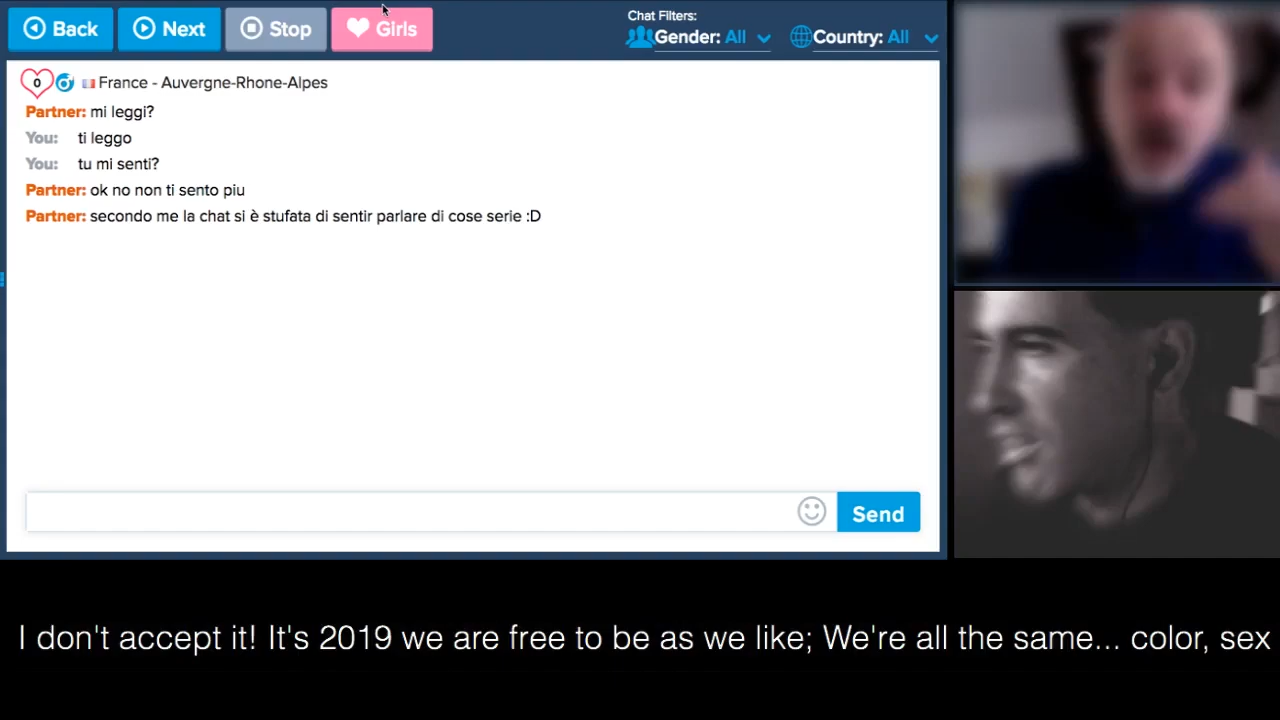 Back Next Stop Girls
Chat Filters:
Gender: All Country: All
0 France - Auvergne-Rhone-Alpes
Partner: mi leggi?
You: ti leggo
You: tu mi senti?
Partner: ok no non ti sento piu
Partner: secondo me la chat si è stufata di sentir parlare di cose serie :D
Send
I don't accept it! It's 2019 we are free to be as we like; We're all the same... color, sex